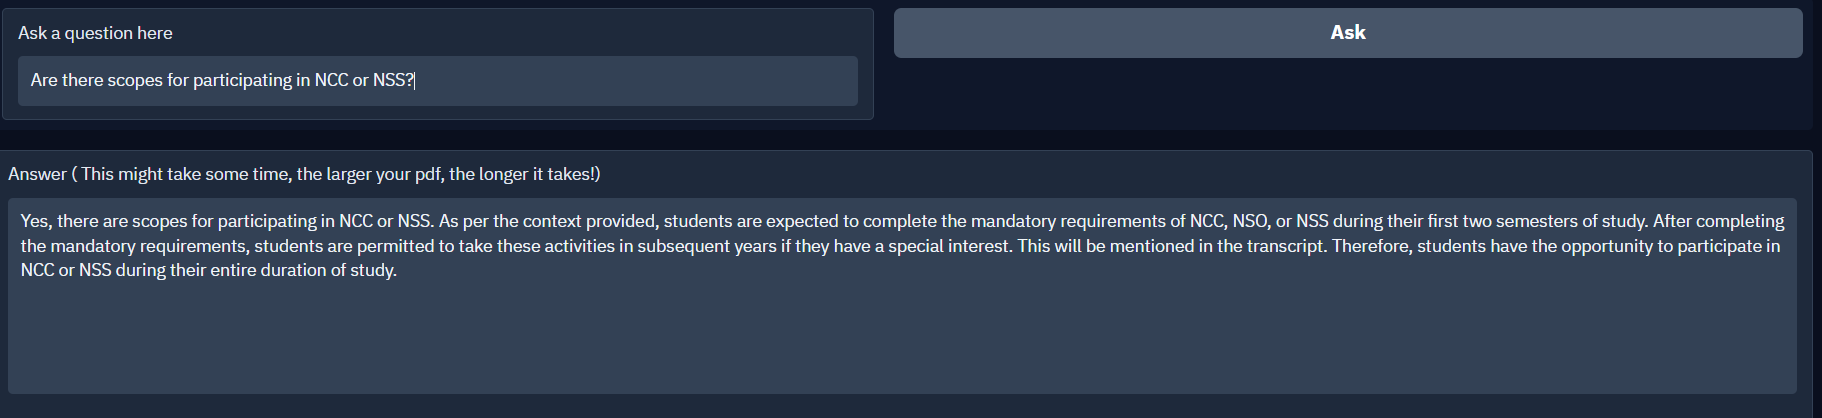 Ask a question here
Ask
Are there scopes for participating in NCC or NSS?
Answer ( This might take some time, the larger your pdf, the longer it takes!)
Yes, there are scopes for participating in NCC or NSS. As per the context provided, students are expected to complete the mandatory requirements of NCC, NSO, or NSS during their first two semesters of study. After completing
the mandatory requirements, students are permitted to take these activities in subsequent years if they have a special interest. This will be mentioned in the transcript. Therefore, students have the opportunity to participate in
NCC or NSS during their entire duration of study.